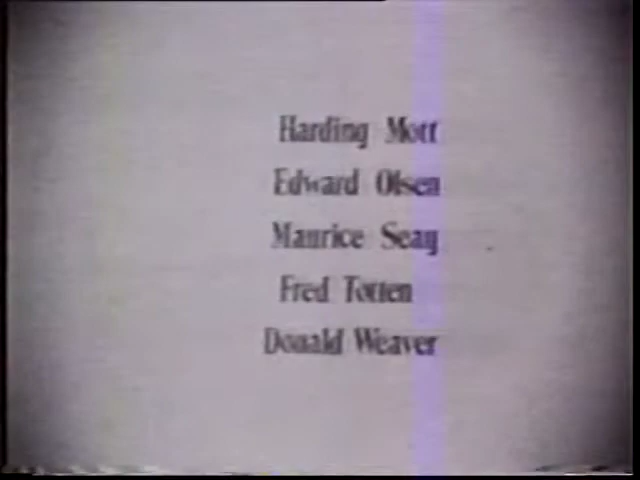 Harding Mott
Edward Olsen
Maurice Seay
Fred Totten
Donald Weaver